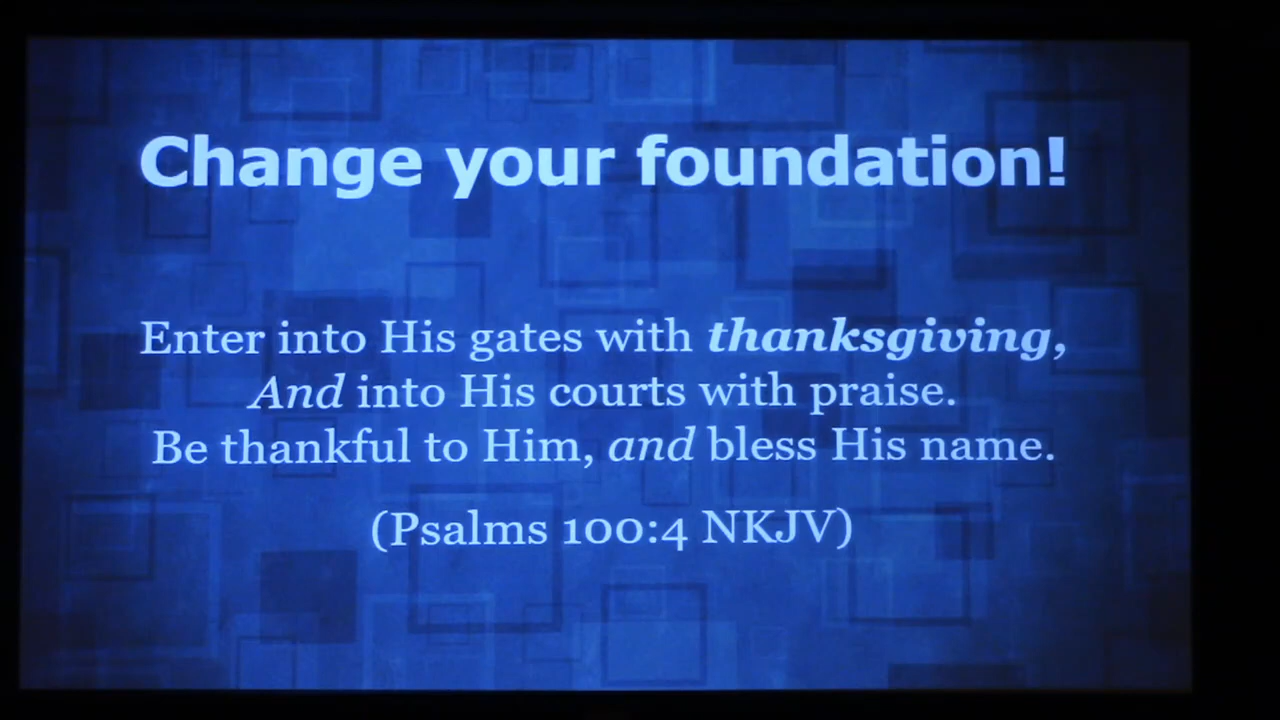 Change your foundation!
Enter into His gates with thanksgiving,
And into His courts with praise.
Be thankful to Him, and bless His name.
(Psalms 100:4 NKJV)